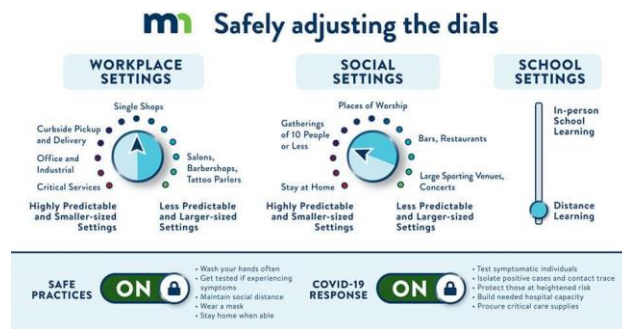 mn Safely adjusting the dials
WORKPLACE
SETTINGS
Single Shops
Curbside Pickup
and Delivery
Office and
Industrial
Critical Services
Salons,
Barbershops,
Tattoo Parlors
Highly Predictable
and Smaller-sized
Settings
Less Predictable
and Larger-sized
Settings
SOCIAL
SETTINGS
Places of Worship
Gatherings
of 10 People
or Less
Stay at Home
Bars, Restaurants
Large Sporting Venues,
Concerts
Highly Predictable
and Smaller-sized
Settings
Less Predictable
and Larger-sized
Settings
SCHOOL
SETTINGS
In-person
School
Learning
Distance
Learning
SAFE
PRACTICES
ON
• Wash your hands often
• Get tested if experiencing
symptoms
• Maintain social distance
• Wear a mask
• Stay home when able
COVID-19
RESPONSE
ON
• Test symptomatic individuals
• Isolate positive cases and contact trace
• Protect those at heightened risk
• Build needed hospital capacity
• Procure critical care supplies